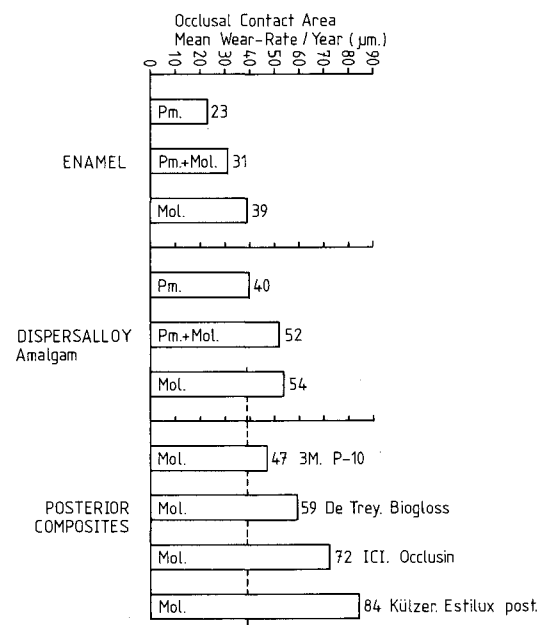 Occlusal Contact Area
Mean Wear-Rate / Year (μm.)
0 10 20 30 40 50 60 70 80 90
Pm. 23
ENAMEL Pm.+Mol. 31
Mol. 39
Pm. 40
DISPERSALLOY Pm.+Mol. 52
Amalgam
Mol. 54
Mol. 47 3M. P-10
POSTERIOR Mol. 59 De Trey. Biogloss
COMPOSITES
Mol. 72 ICI. Occlusin
Mol. 84 Külzer. Estilux post.